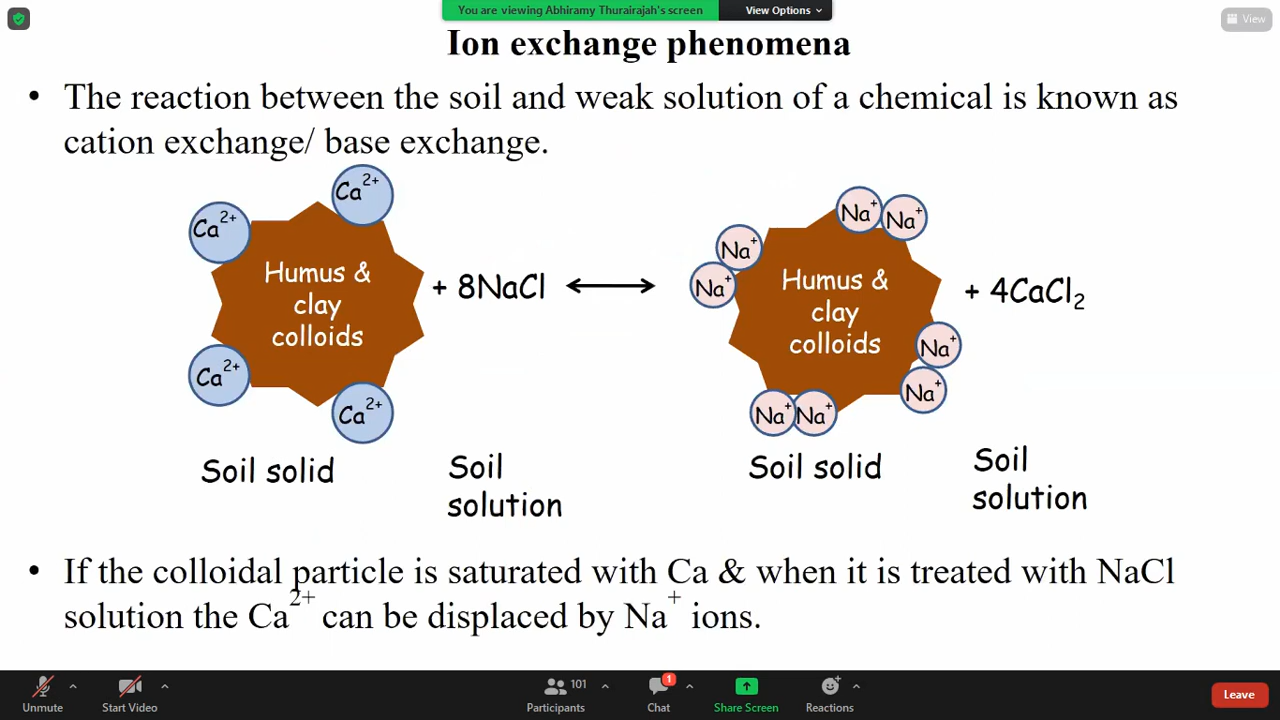 You are viewing Abhiramy Thurairajah's screen
View Options
View
Ion exchange phenomena
• The reaction between the soil and weak solution of a chemical is known as
cation exchange/ base exchange.
Ca2+
Ca2+
Ca2+
Ca2+
Humus &
clay
colloids
+ 8NaCl
Na+
Na+
Na+
Na+
Na+
Na+
Na+
Na+
Humus &
clay
colloids
+ 4CaCl2
Soil solid
Soil
solution
Soil solid
Soil
solution
• If the colloidal particle is saturated with Ca & when it is treated with NaCl
solution the Ca2+ can be displaced by Na+ ions.
Unmute
Start Video
101
Participants
1
Chat
Share Screen
Reactions
Leave